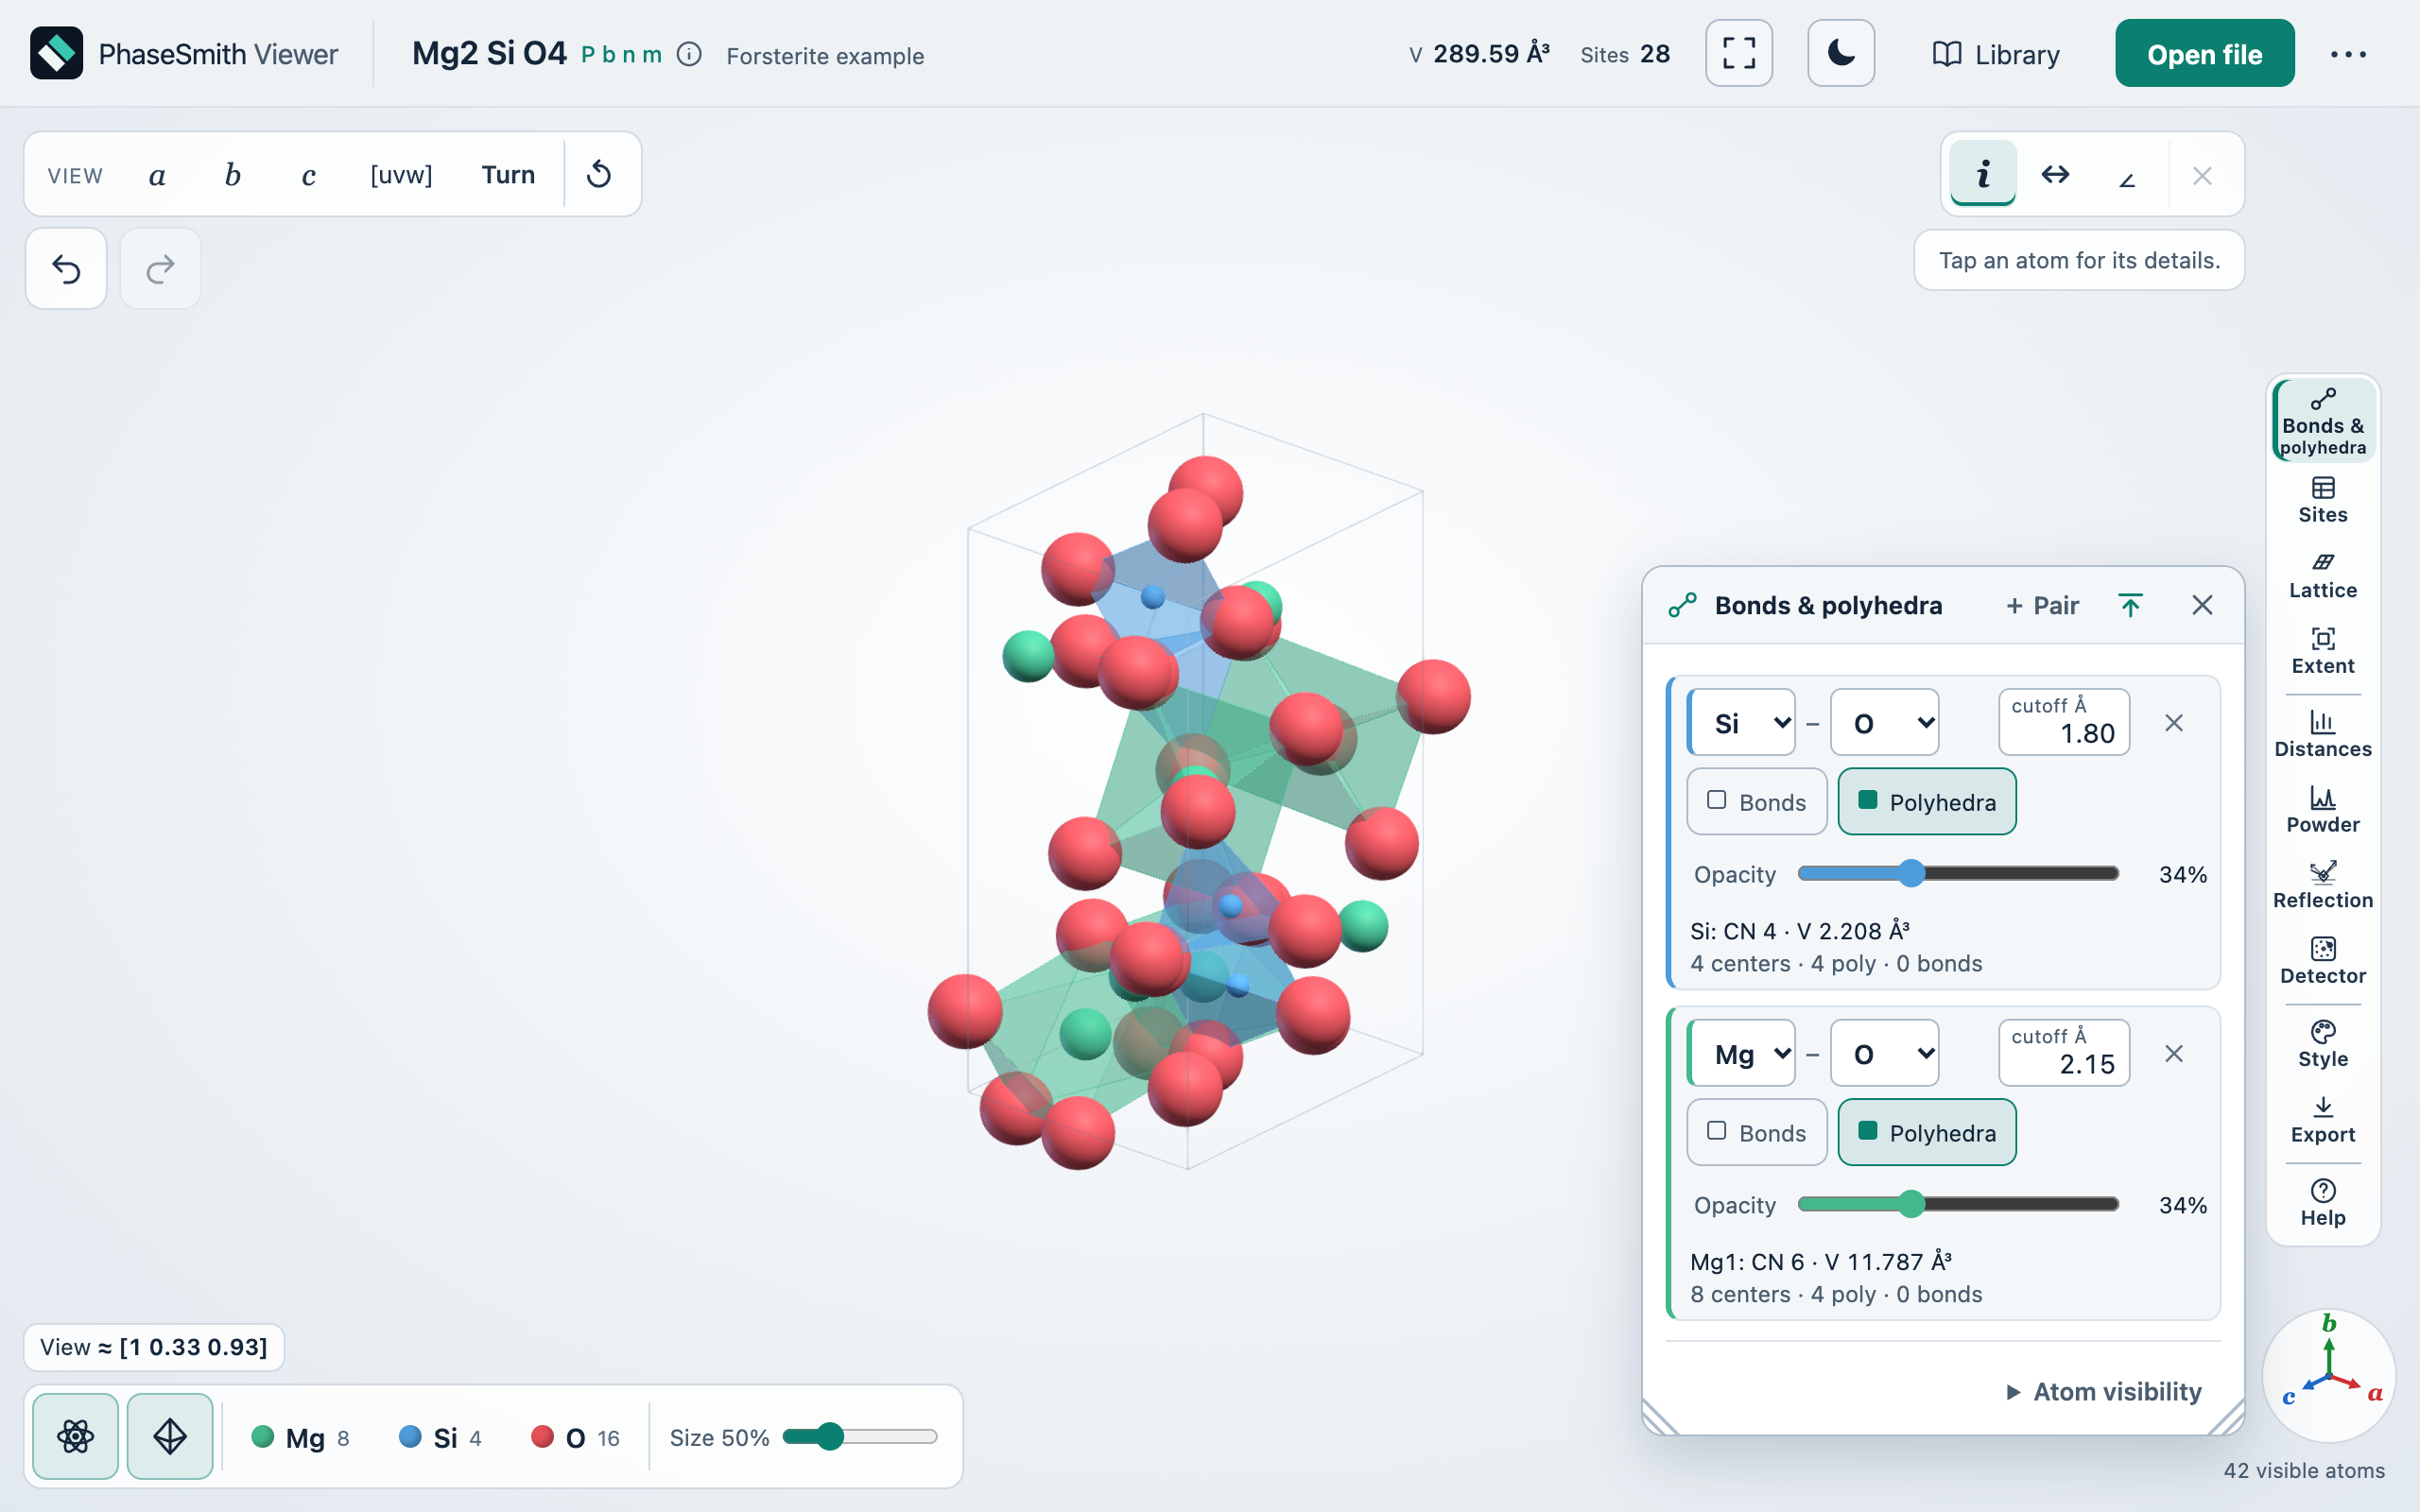 PhaseSmith Viewer
Mg2 Si O4 P b n m i Forsterite example
V 289.59 Å³ Sites 28
Library
Open file
VIEW a b c [uvw] Turn
i
Tap an atom for its details.
Bonds & polyhedra
Sites
Lattice
Extent
Distances
Powder
Reflection
Detector
Style
Export
Help
Bonds & polyhedra + Pair
Si – O cutoff Å 1.80
Bonds Polyhedra
Opacity 34%
Si: CN 4 · V 2.208 Å³
4 centers · 4 poly · 0 bonds
Mg – O cutoff Å 2.15
Bonds Polyhedra
Opacity 34%
Mg1: CN 6 · V 11.787 Å³
8 centers · 4 poly · 0 bonds
Atom visibility
View ≈ [1 0.33 0.93]
Mg 8 Si 4 O 16 Size 50%
b
c a
42 visible atoms